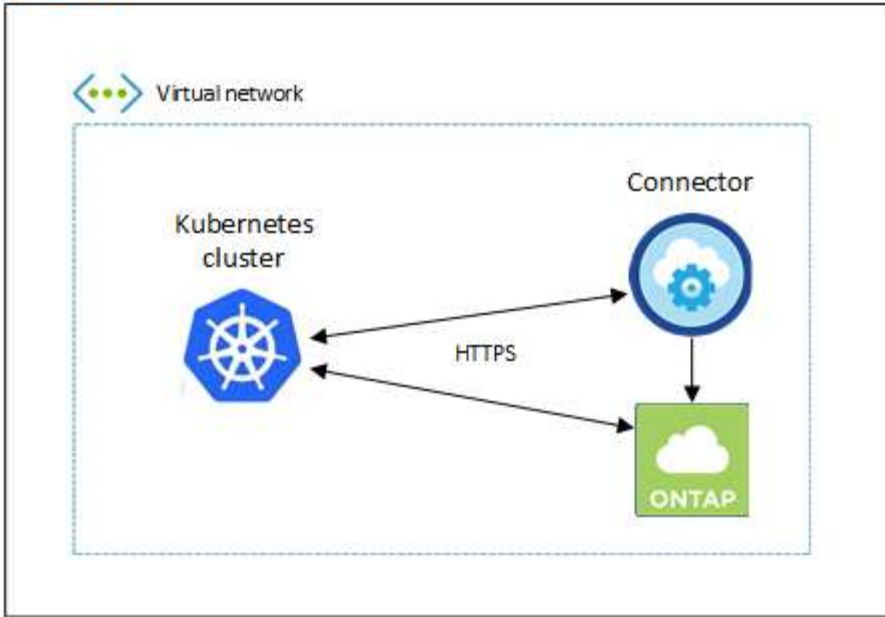 Virtual network
Connector
Kubernetes
cluster
HTTPS
ONTAP